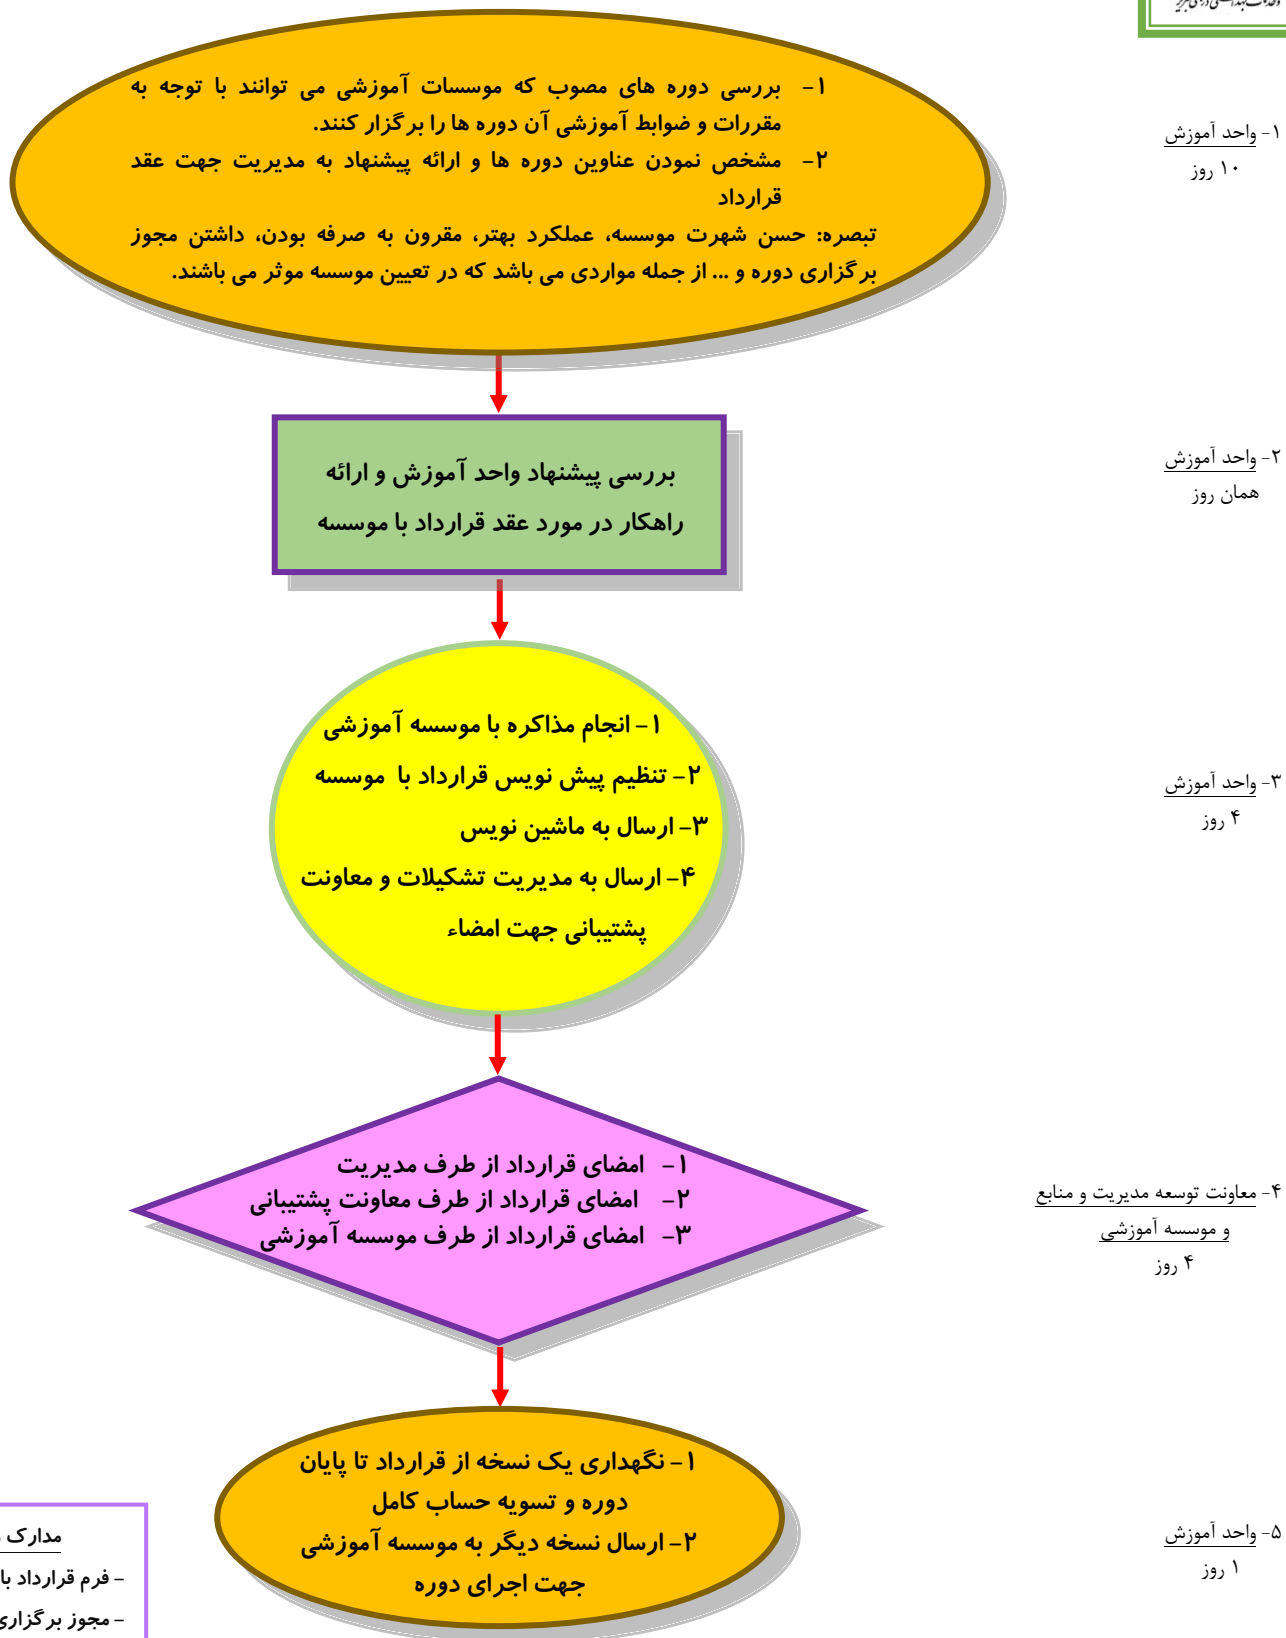 ۱- بررسی دوره های مصوب که موسسات آموزشی می توانند با توجه به
مقررات و ضوابط آموزشی آن دوره ها را برگزار کنند.
۲- مشخص نمودن عناوین دوره ها و ارائه پیشنهاد به مدیریت جهت عقد
قرارداد
تبصره: حسن شهرت موسسه، عملکرد بهتر، مقرون به صرفه بودن، داشتن مجوز
برگزاری دوره و ... از جمله مواردی می باشد که در تعیین موسسه موثر می باشند.
۱- واحد آموزش
۱۰ روز
بررسی پیشنهاد واحد آموزش و ارائه
راهکار در مورد عقد قرارداد با موسسه
۲- واحد آموزش
همان روز
۱- انجام مذاکره با موسسه آموزشی
۲- تنظیم پیش نویس قرارداد با موسسه
۳- ارسال به ماشین نویس
۴- ارسال به مدیریت تشکیلات و معاونت
پشتیبانی جهت امضاء
۳- واحد آموزش
۴ روز
۱- امضای قرارداد از طرف مدیریت
۲- امضای قرارداد از طرف معاونت پشتیبانی
۳- امضای قرارداد از طرف موسسه آموزشی
۴- معاونت توسعه مدیریت و منابع
و موسسه آموزشی
۴ روز
۱- نگهداری یک نسخه از قرارداد تا پایان
دوره و تسویه حساب کامل
۲- ارسال نسخه دیگر به موسسه آموزشی
جهت اجرای دوره
۵- واحد آموزش
۱ روز
مدارک
- فرم قرارداد با
- مجوز برگزاری